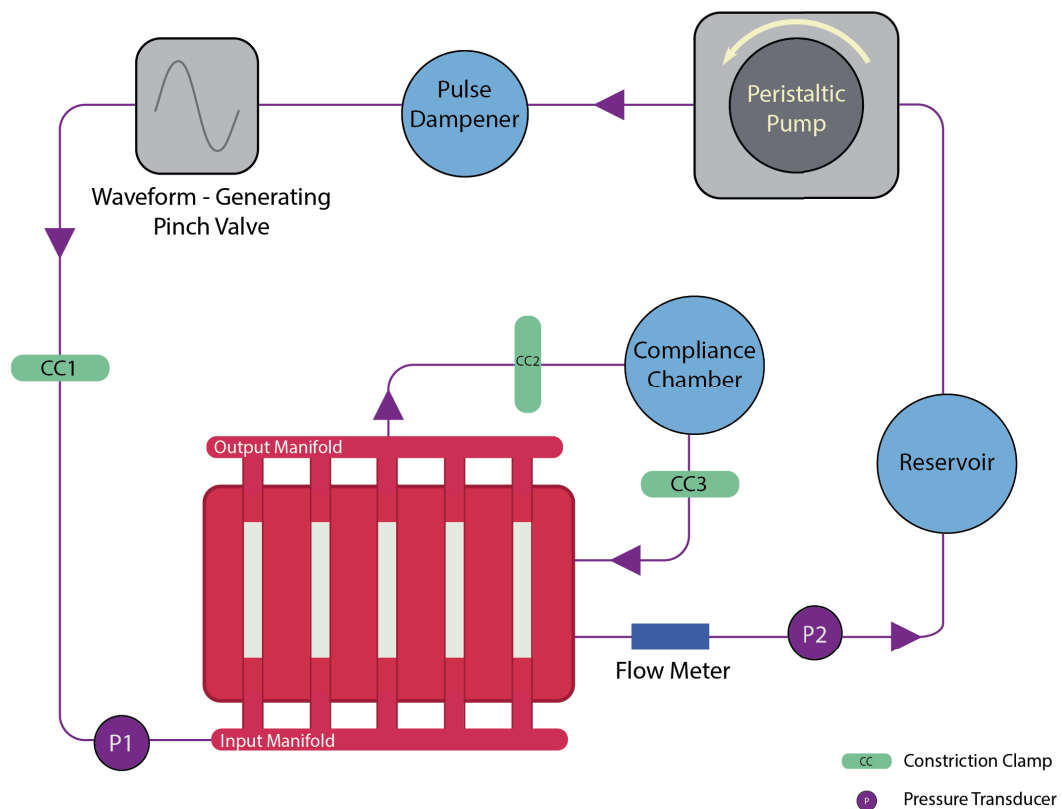 Pulse
Dampener
Peristaltic
Pump
Waveform - Generating
Pinch Valve
CC1
CC2
Compliance
Chamber
Output Manifold
CC3
Reservoir
P2
Flow Meter
P1
Input Manifold
CC
Constriction Clamp
P
Pressure Transducer